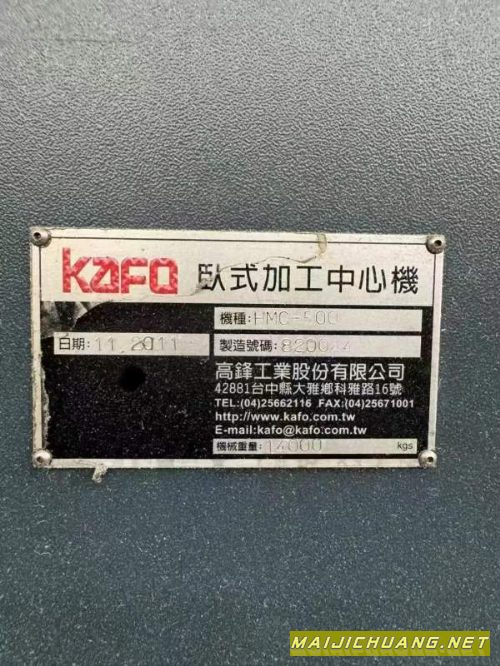 KAFO 臥式加工中心機
機種: HMC-500
日期: 11.2011
製造號碼:
高鋒工業股份有限公司
42881台中縣大雅鄉科雅路16號
TEL:(04)25662116 FAX:(04)25671001
http://www.kafo.com.tw
E-mail:kafo@kafo.com.tw
機械重量: 14000 kgs
MAIJICHUANG.NET